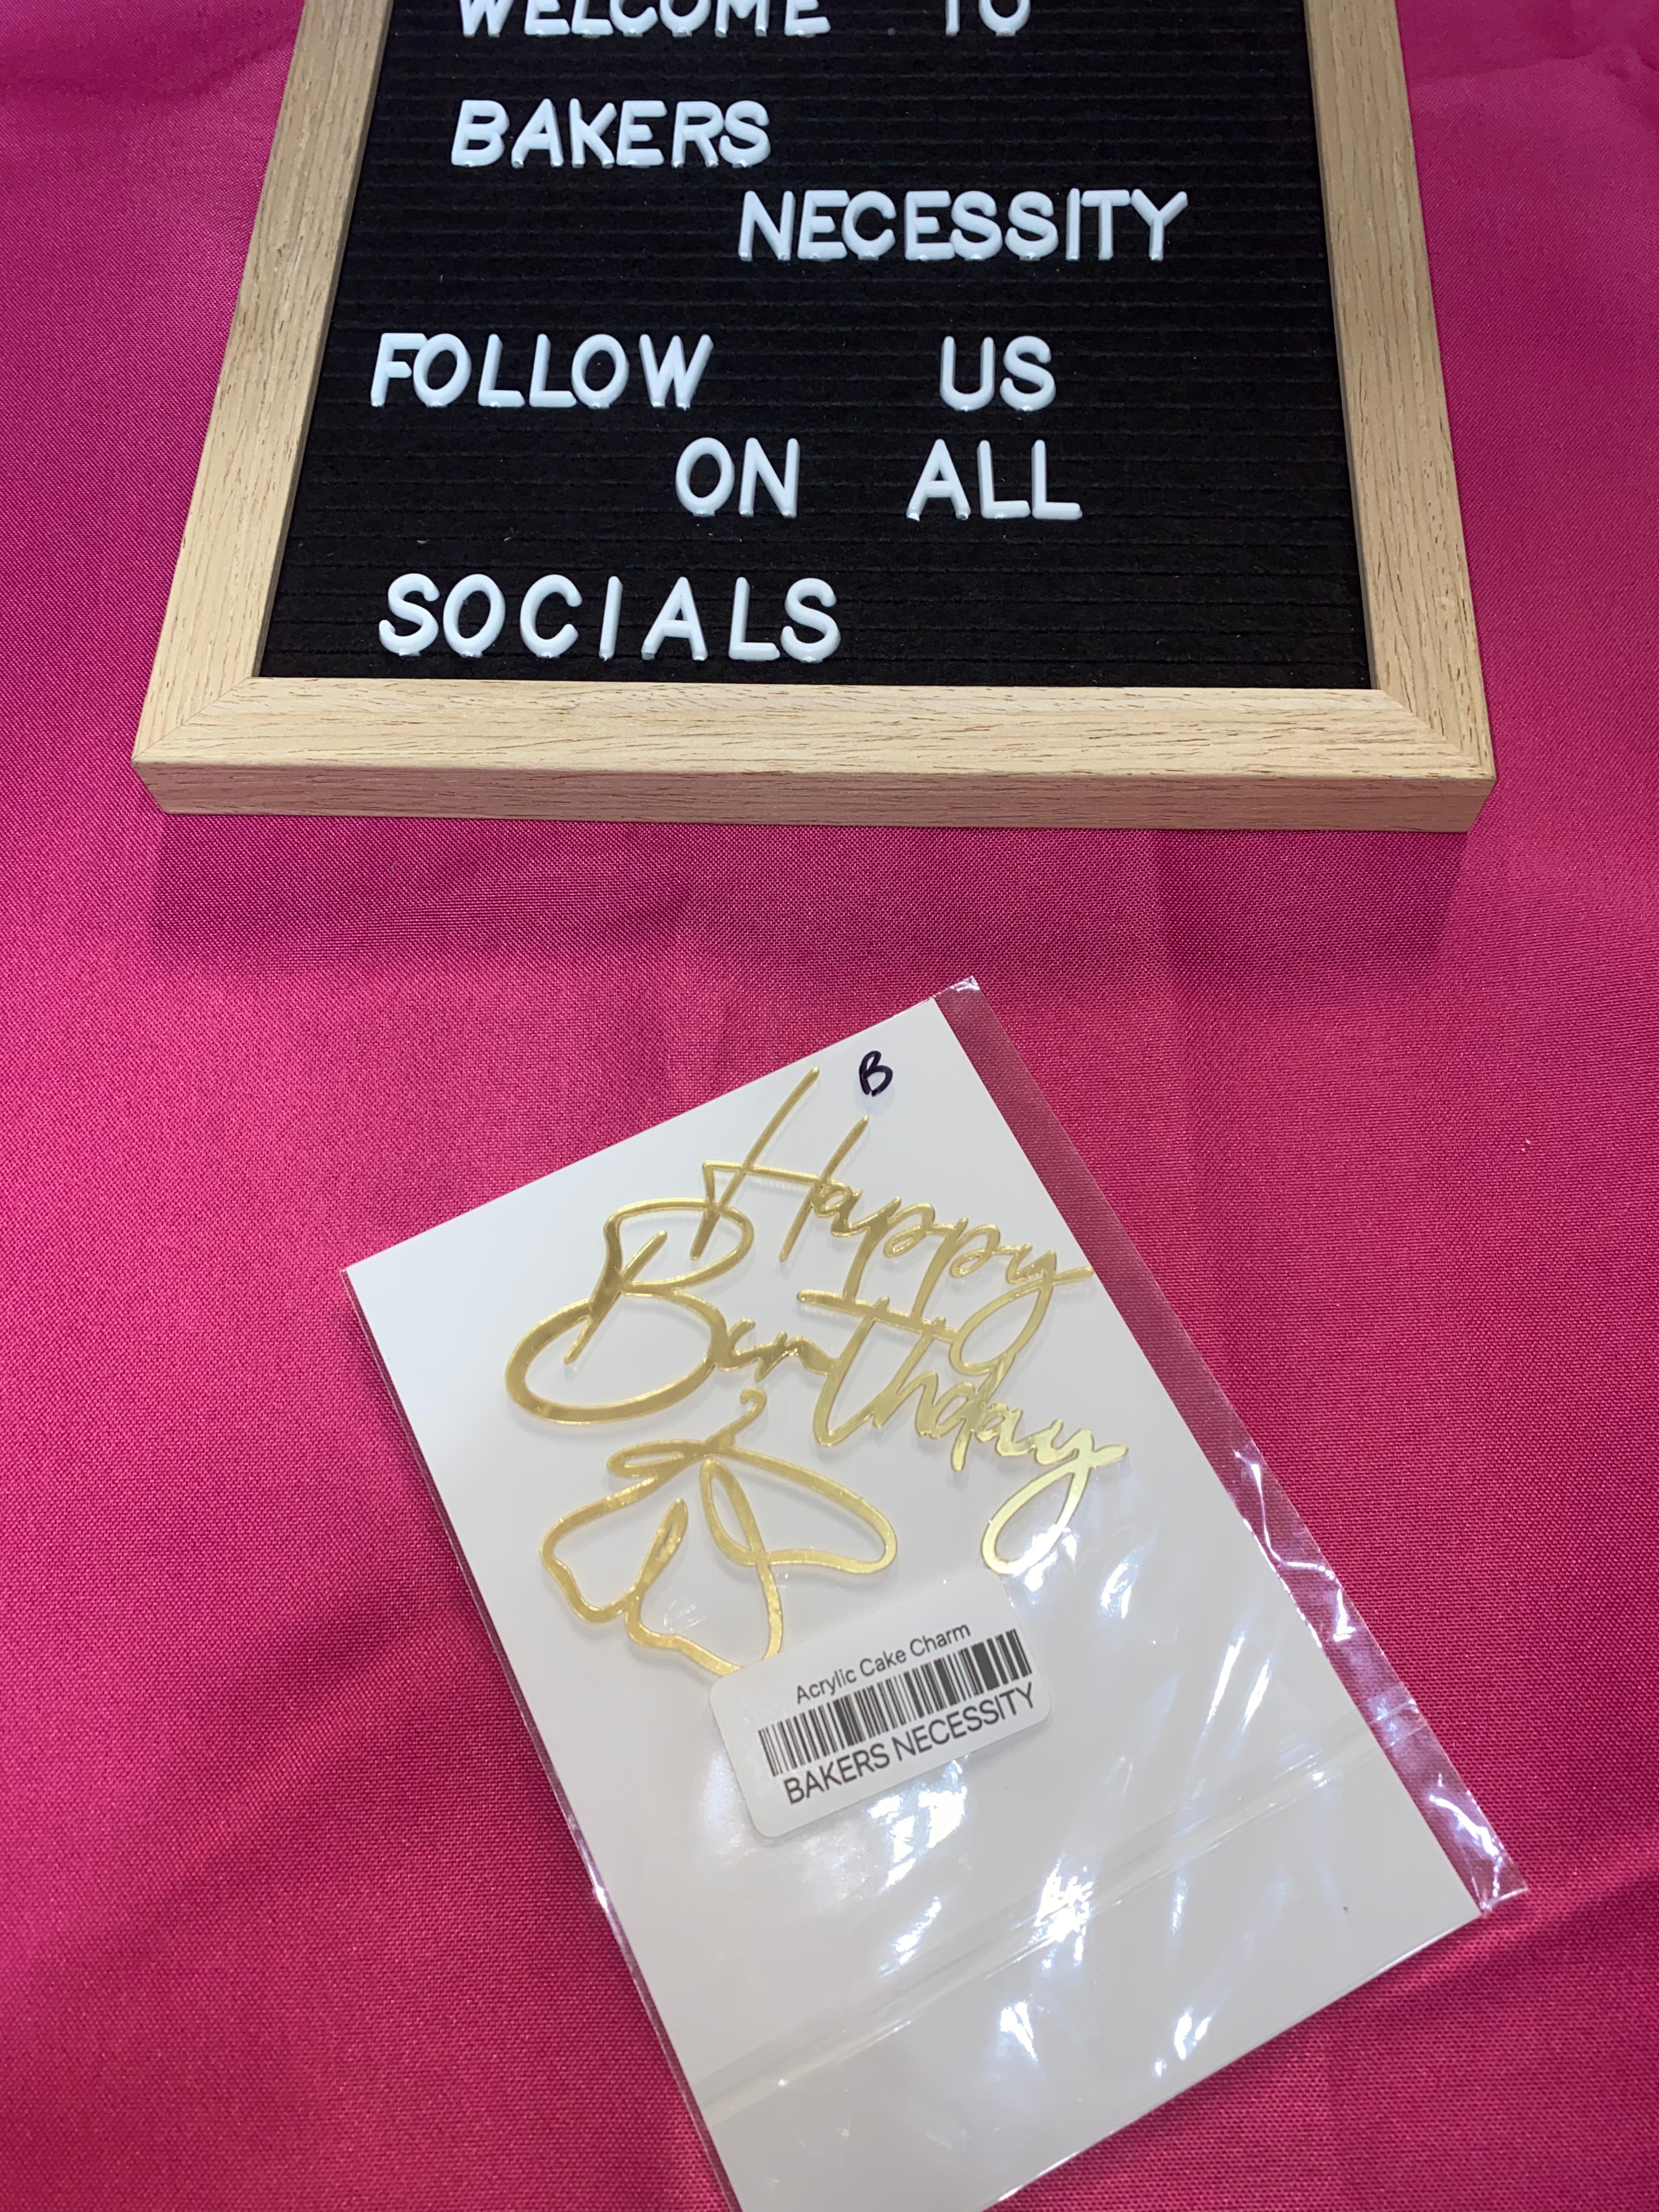 WELCOME TO
BAKERS
NECESSITY
FOLLOW US
ON ALL
SOCIALS
B
Happy
Birthday
Acrylic Cake Charm
BAKERS NECESSITY